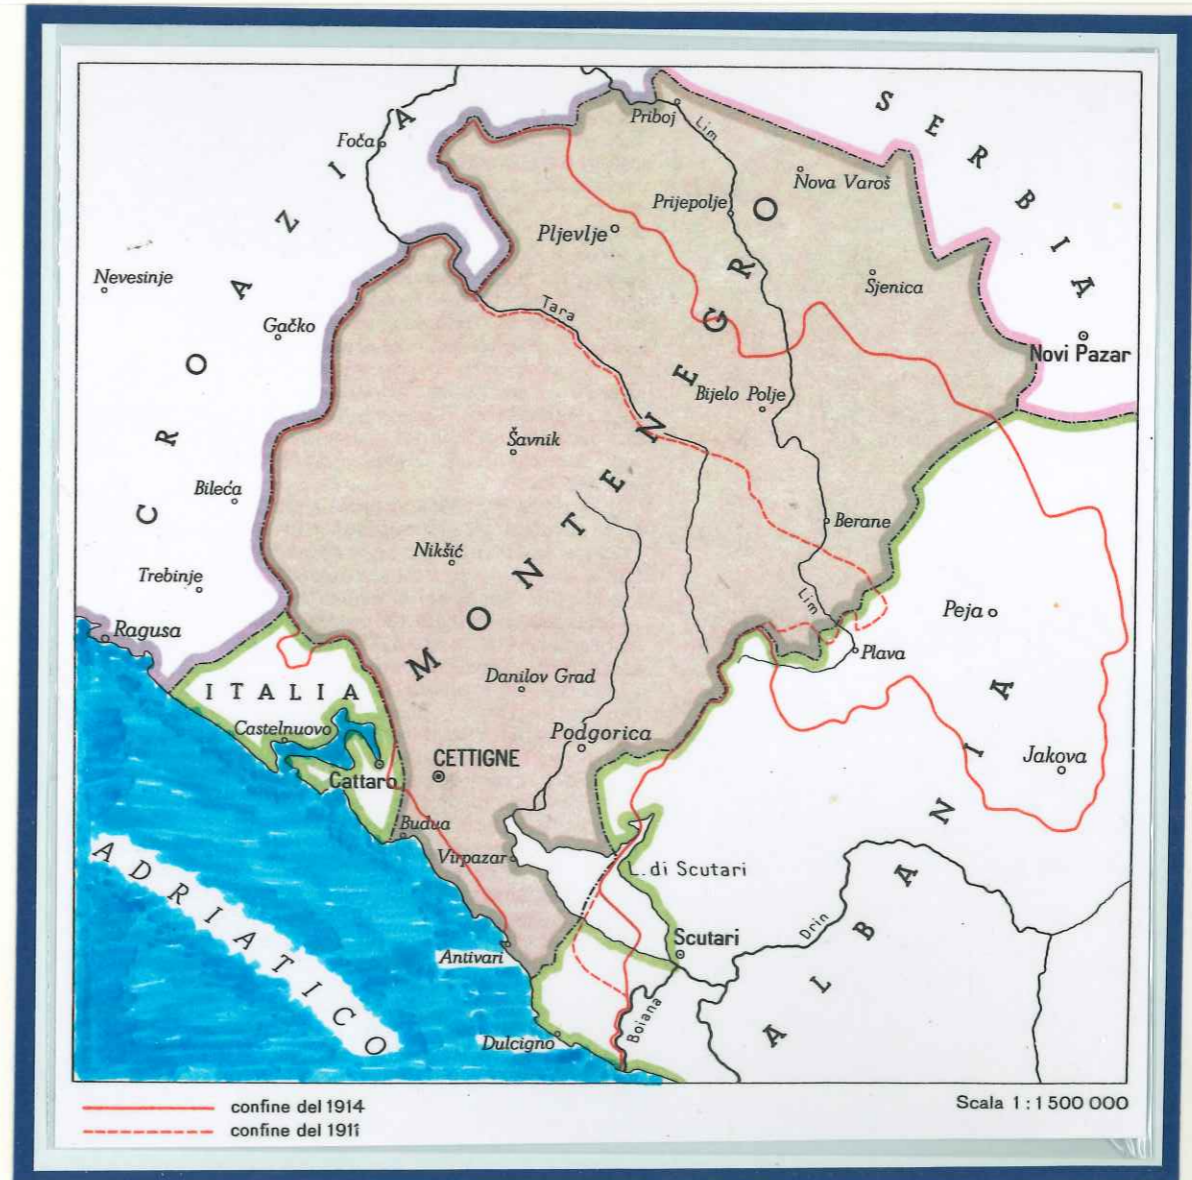 SERBIA
CROAZIA
MONTENEGRO
ALBANIA
ITALIA
ADRIATICO
Foča
Priboj
Lim
Nova Varoš
Prijepolje
Pljevlje
Sjenica
Nevesinje
Gačko
Tara
Novi Pazar
Bijelo Polje
Šavnik
Bileća
Berane
Nikšić
Trebinje
Lim
Peja
Ragusa
Plava
Danilov Grad
Castelnuovo
Podgorica
CETTIGNE
Cattaro
Jakova
Budua
Virpazar
L. di Scutari
Drin
Scutari
Antivari
Boiana
Dulcigno
confine del 1914
confine del 1911
Scala 1:1 500 000